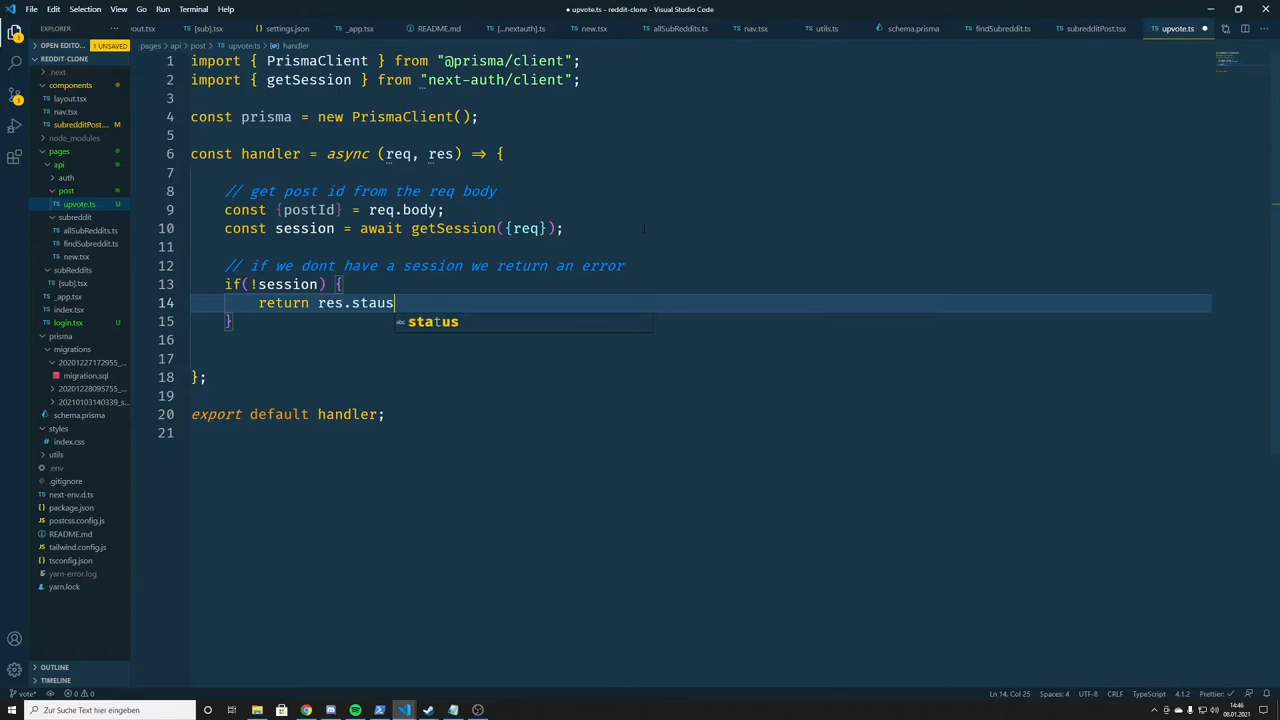 File Edit Selection View Go Run Terminal Help
● upvote.ts - reddit-clone - Visual Studio Code
EXPLORER
out.tsx [sub].tsx settings.json _app.tsx README.md [...nextauth].ts new.tsx allSubReddits.ts nav.tsx utils.ts schema.prisma findSubreddit.ts subredditPost.tsx upvote.ts
OPEN EDITO... 1 UNSAVED
pages > api > post > upvote.ts > handler
REDDIT-CLONE
.next
components
layout.tsx
nav.tsx
subredditPost.... M
node_modules
pages
api
auth
post
upvote.ts U
subreddit
allSubReddits.ts
findSubreddit.ts
new.tsx
subReddits
[sub].tsx
_app.tsx
index.tsx
login.tsx U
prisma
migrations
20201227172955_...
migration.sql
20201228095755_...
20210103140339_s...
schema.prisma
styles
index.css
utils
.env
.gitignore
next-env.d.ts
package.json
postcss.config.js
README.md
tailwind.config.js
tsconfig.json
yarn-error.log
yarn.lock
OUTLINE
TIMELINE
1 import { PrismaClient } from "@prisma/client";
2 import { getSession } from "next-auth/client";
3
4 const prisma = new PrismaClient();
5
6 const handler = async (req, res) => {
7
8 // get post id from the req body
9 const {postId} = req.body;
10 const session = await getSession({req});
11
12 // if we dont have a session we return an error
13 if(!session) {
14 return res.staus
abc status
15 }
16
17
18 };
19
20 export default handler;
21
vote* 0 0
Ln 14, Col 25 Spaces: 4 UTF-8 CRLF TypeScript 4.1.2 Prettier: ✓
Zur Suche Text hier eingeben
14:46
08.01.2021